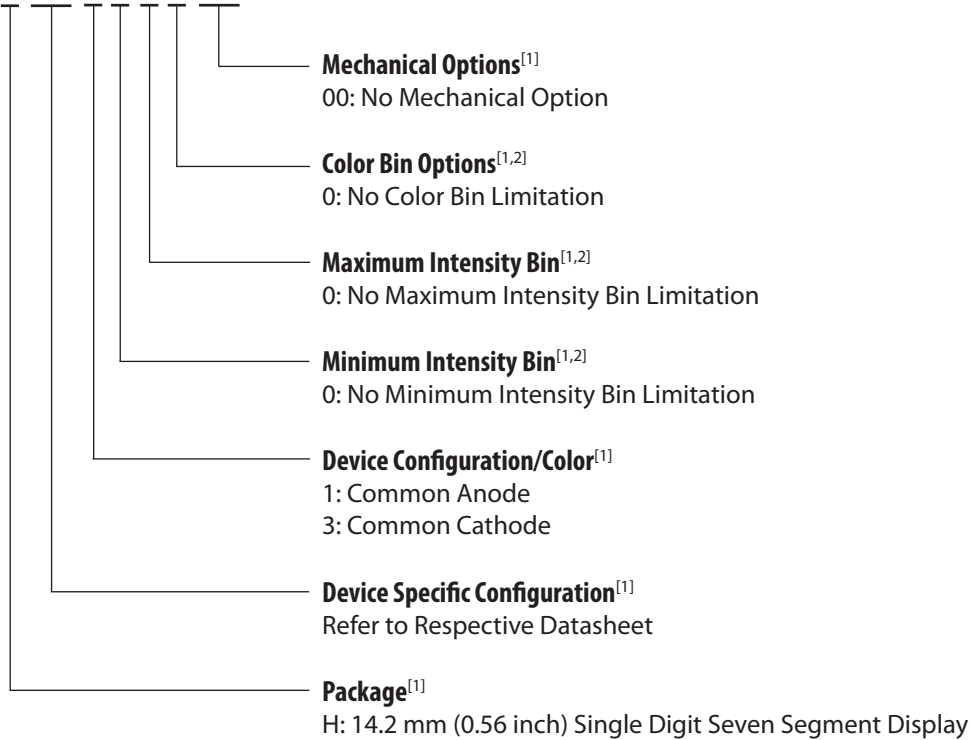 Mechanical Options[1]
00: No Mechanical Option
Color Bin Options[1,2]
0: No Color Bin Limitation
Maximum Intensity Bin[1,2]
0: No Maximum Intensity Bin Limitation
Minimum Intensity Bin[1,2]
0: No Minimum Intensity Bin Limitation
Device Configuration/Color[1]
1: Common Anode
3: Common Cathode
Device Specific Configuration[1]
Refer to Respective Datasheet
Package[1]
H: 14.2 mm (0.56 inch) Single Digit Seven Segment Display